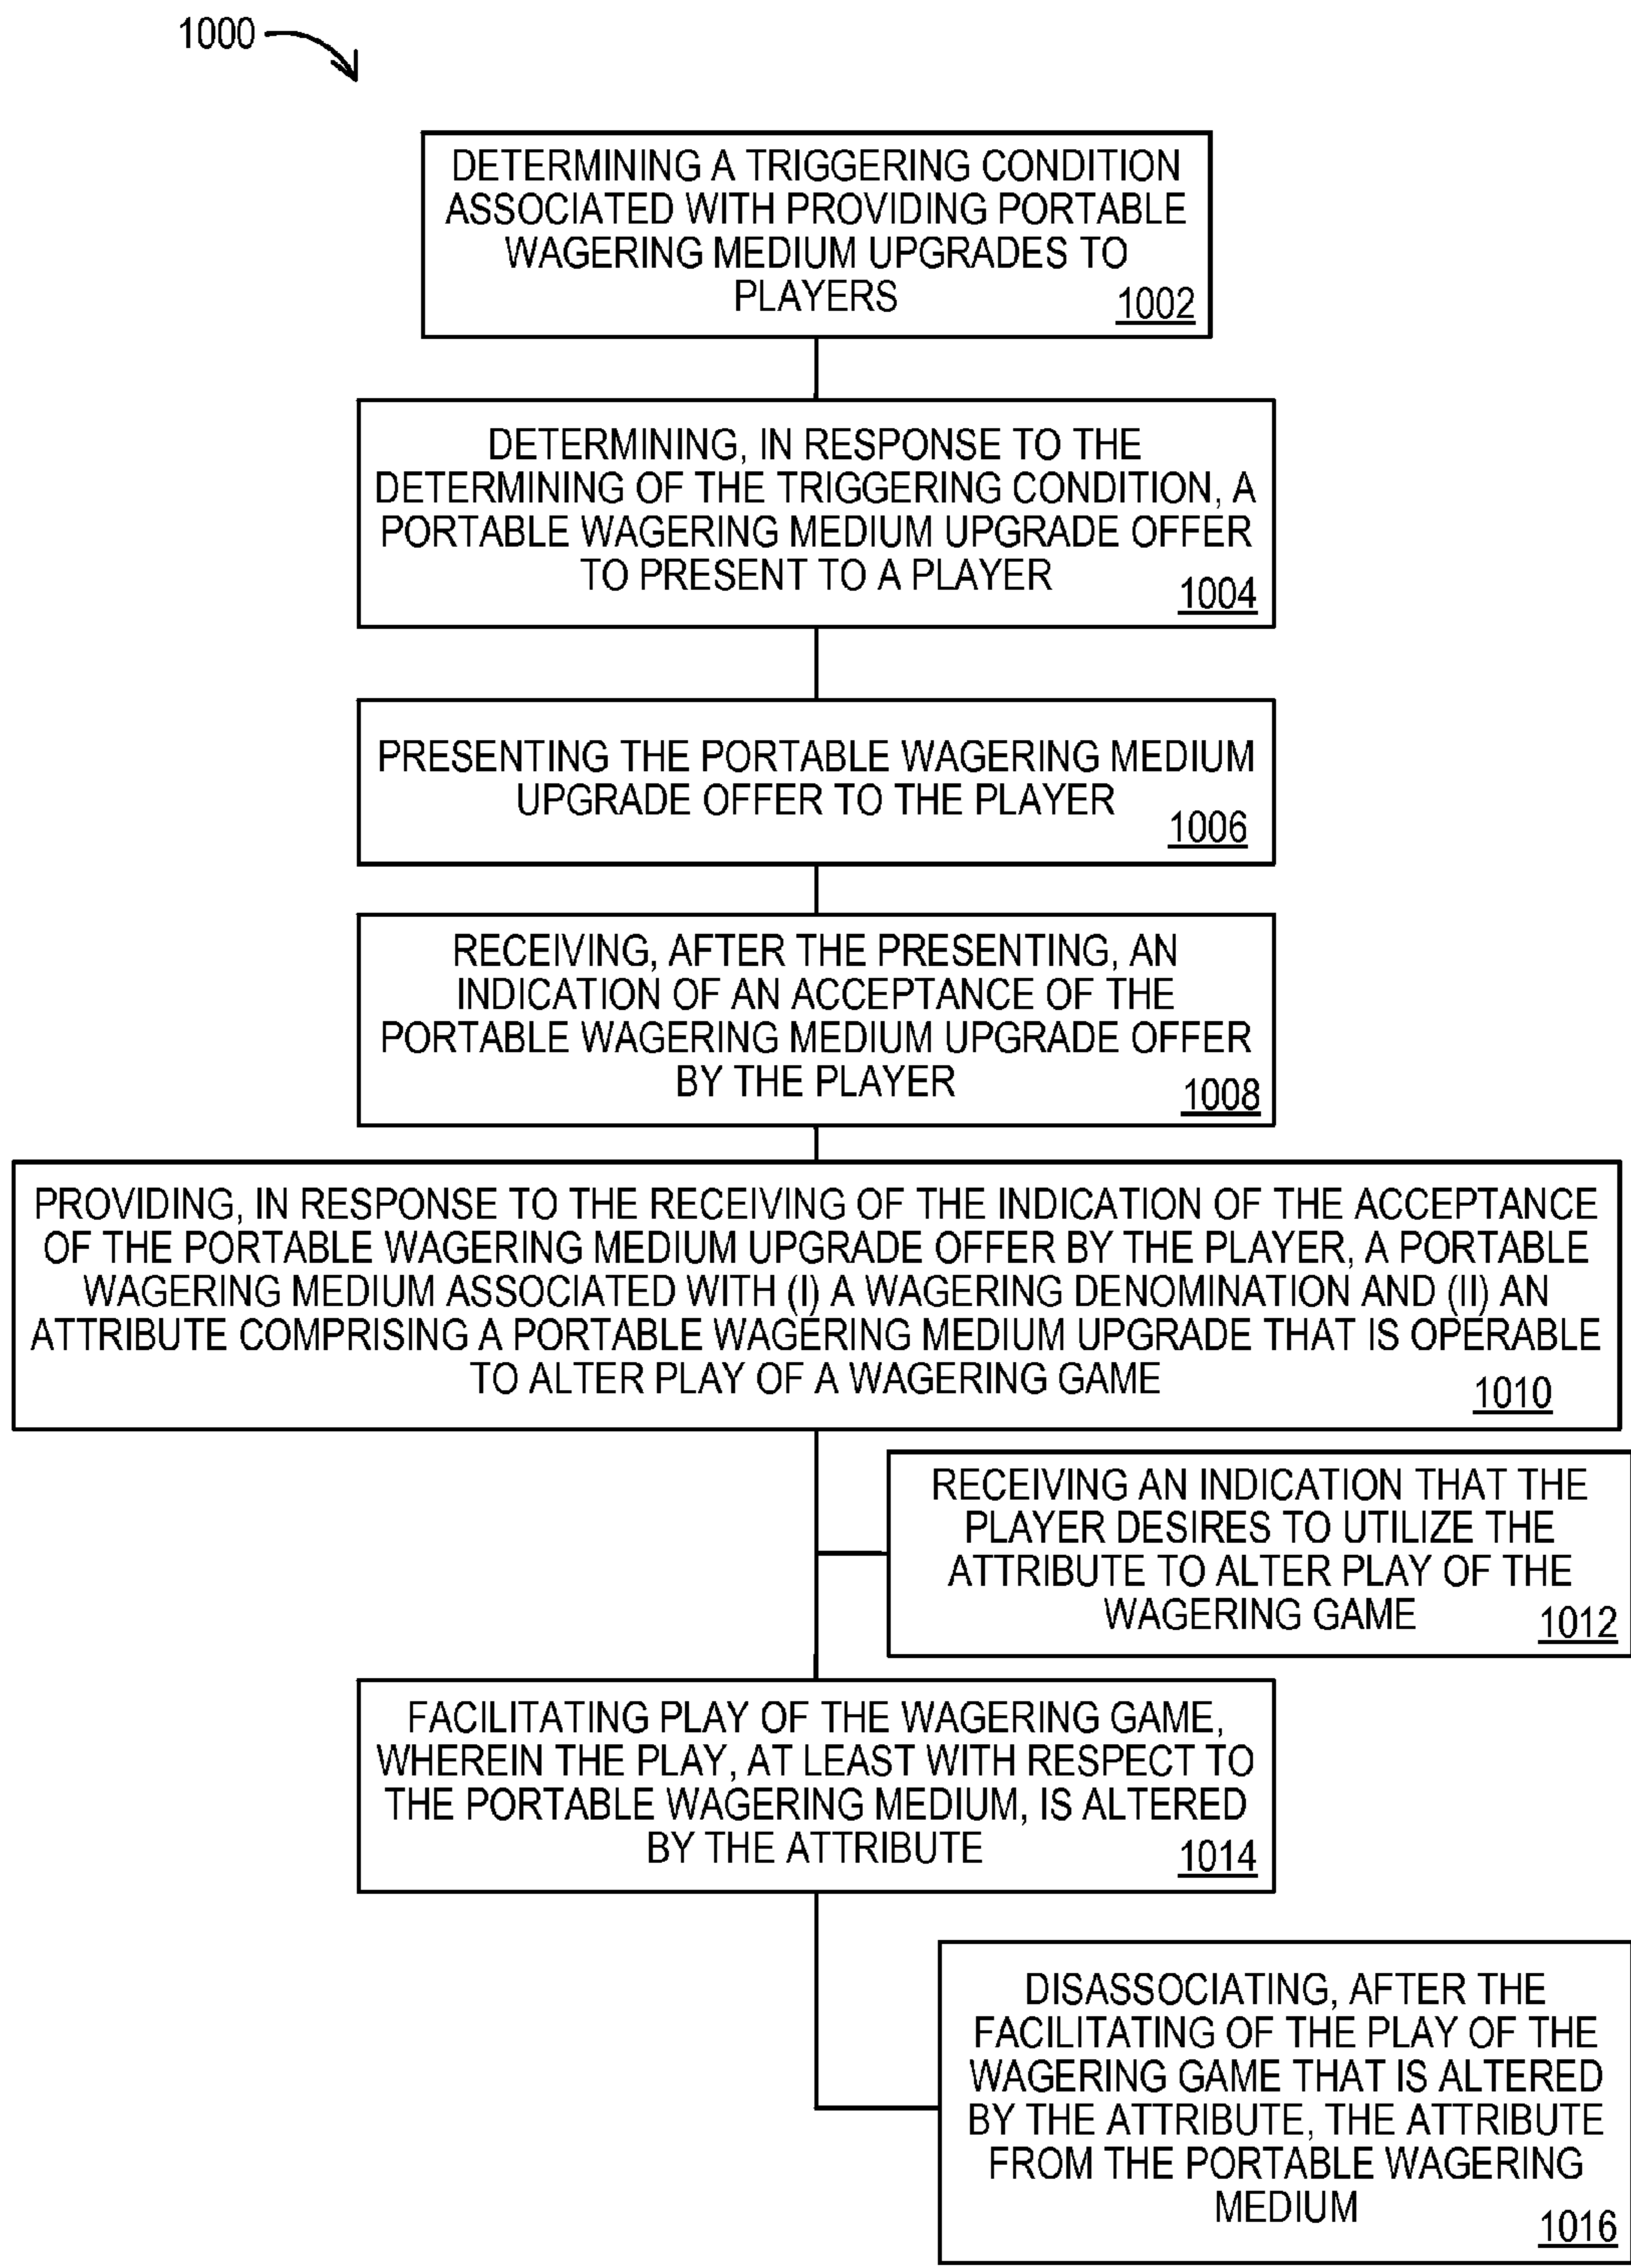 1000
DETERMINING A TRIGGERING CONDITION
ASSOCIATED WITH PROVIDING PORTABLE
WAGERING MEDIUM UPGRADES TO
PLAYERS
1002
DETERMINING, IN RESPONSE TO THE
DETERMINING OF THE TRIGGERING CONDITION, A
PORTABLE WAGERING MEDIUM UPGRADE OFFER
TO PRESENT TO A PLAYER
1004
PRESENTING THE PORTABLE WAGERING MEDIUM
UPGRADE OFFER TO THE PLAYER
1006
RECEIVING, AFTER THE PRESENTING, AN
INDICATION OF AN ACCEPTANCE OF THE
PORTABLE WAGERING MEDIUM UPGRADE OFFER
BY THE PLAYER
1008
PROVIDING, IN RESPONSE TO THE RECEIVING OF THE INDICATION OF THE ACCEPTANCE
OF THE PORTABLE WAGERING MEDIUM UPGRADE OFFER BY THE PLAYER, A PORTABLE
WAGERING MEDIUM ASSOCIATED WITH (I) A WAGERING DENOMINATION AND (II) AN
ATTRIBUTE COMPRISING A PORTABLE WAGERING MEDIUM UPGRADE THAT IS OPERABLE
TO ALTER PLAY OF A WAGERING GAME
1010
RECEIVING AN INDICATION THAT THE
PLAYER DESIRES TO UTILIZE THE
ATTRIBUTE TO ALTER PLAY OF THE
WAGERING GAME
1012
FACILITATING PLAY OF THE WAGERING GAME,
WHEREIN THE PLAY, AT LEAST WITH RESPECT TO
THE PORTABLE WAGERING MEDIUM, IS ALTERED
BY THE ATTRIBUTE
1014
DISASSOCIATING, AFTER THE
FACILITATING OF THE PLAY OF THE
WAGERING GAME THAT IS ALTERED
BY THE ATTRIBUTE, THE ATTRIBUTE
FROM THE PORTABLE WAGERING
MEDIUM
1016